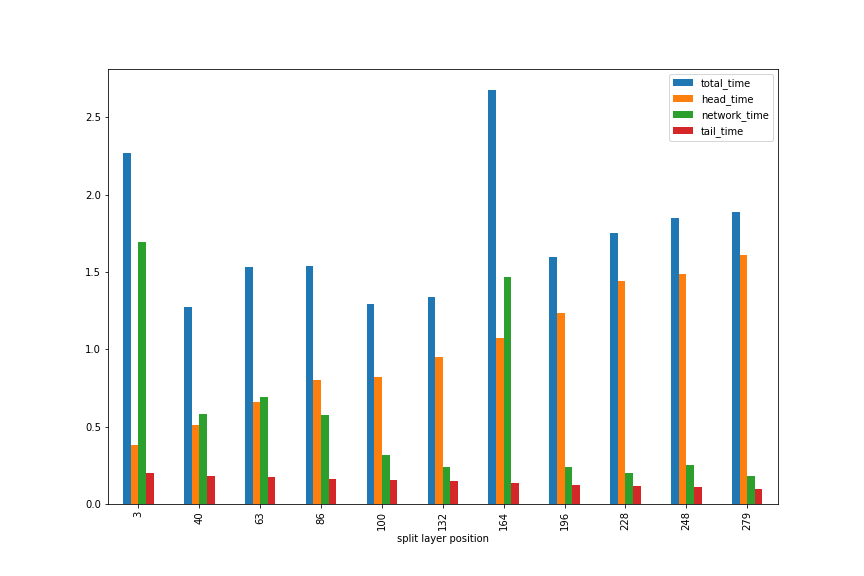 total_time
head_time
network_time
tail_time
2.5
2.0
1.5
1.0
0.5
0.0
3 40 63 86 100 132 164 196 228 248 279
split layer position